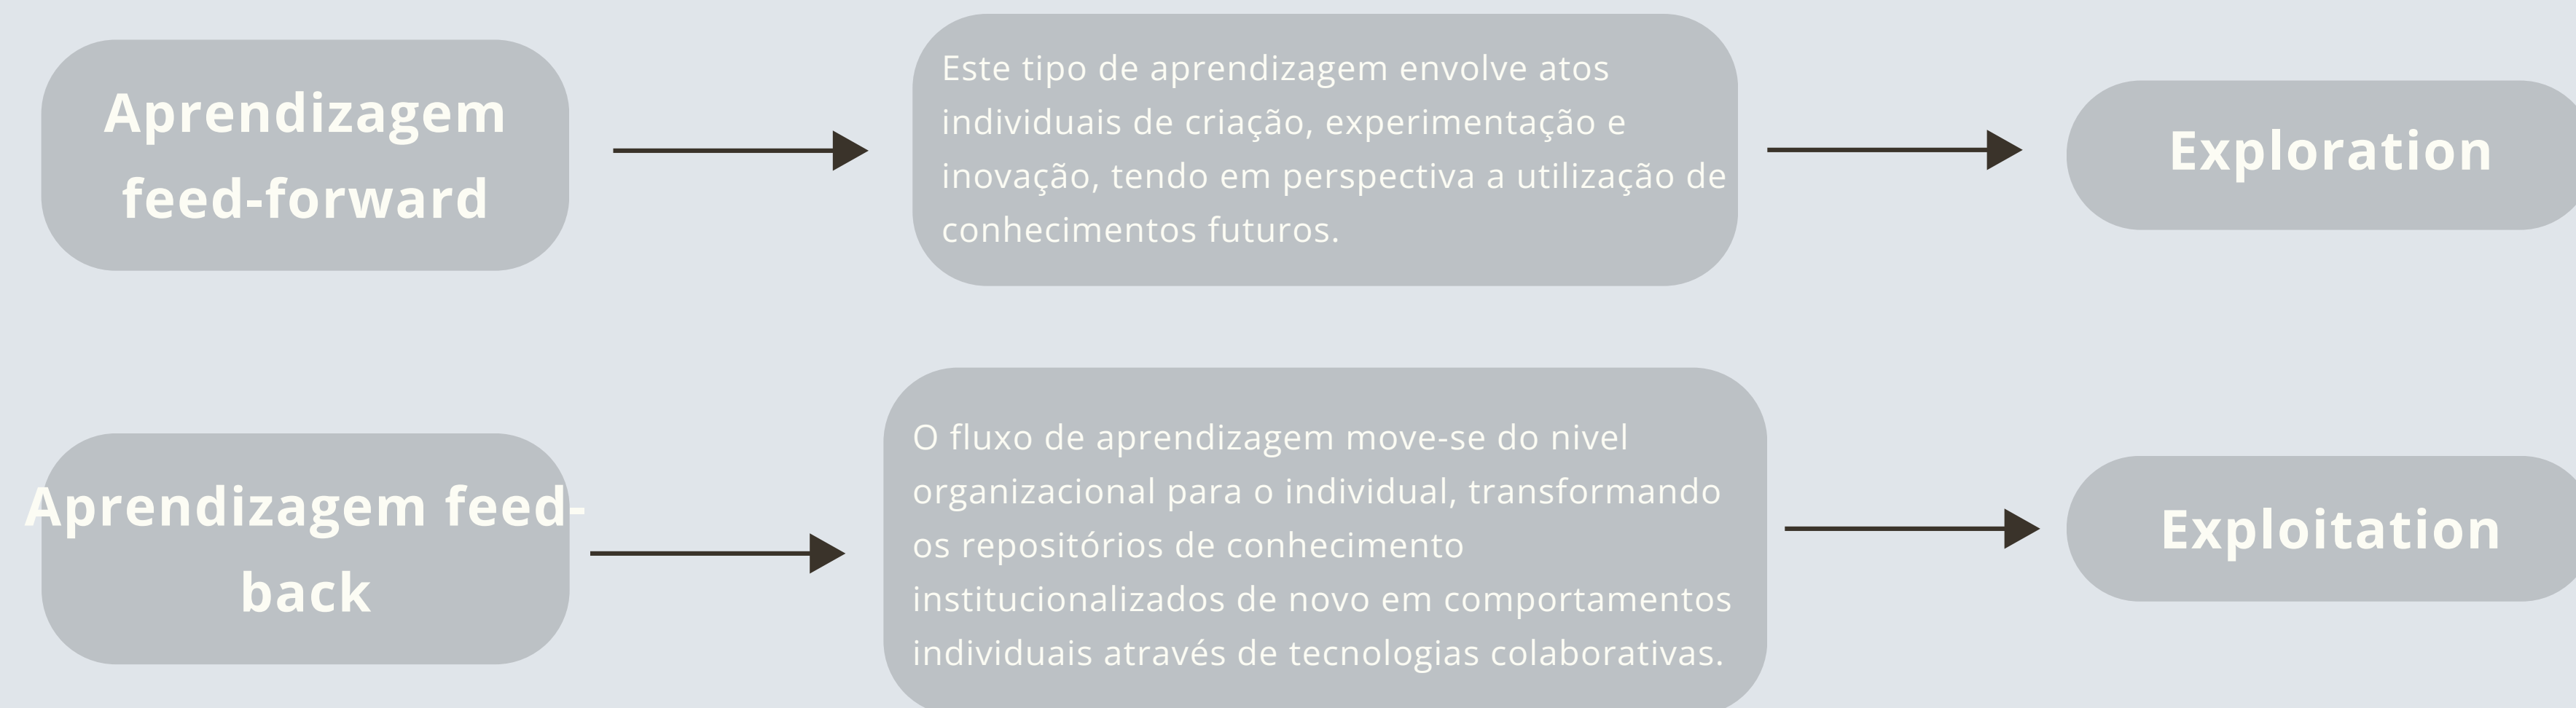 Aprendizagem
feed-forward
Este tipo de aprendizagem envolve atos
individuais de criação, experimentação e
inovação, tendo em perspectiva a utilização de
conhecimentos futuros.
Exploration
Aprendizagem feed-
back
O fluxo de aprendizagem move-se do nivel
organizacional para o individual, transformando
os repositórios de conhecimento
institucionalizados de novo em comportamentos
individuais através de tecnologias colaborativas.
Exploitation